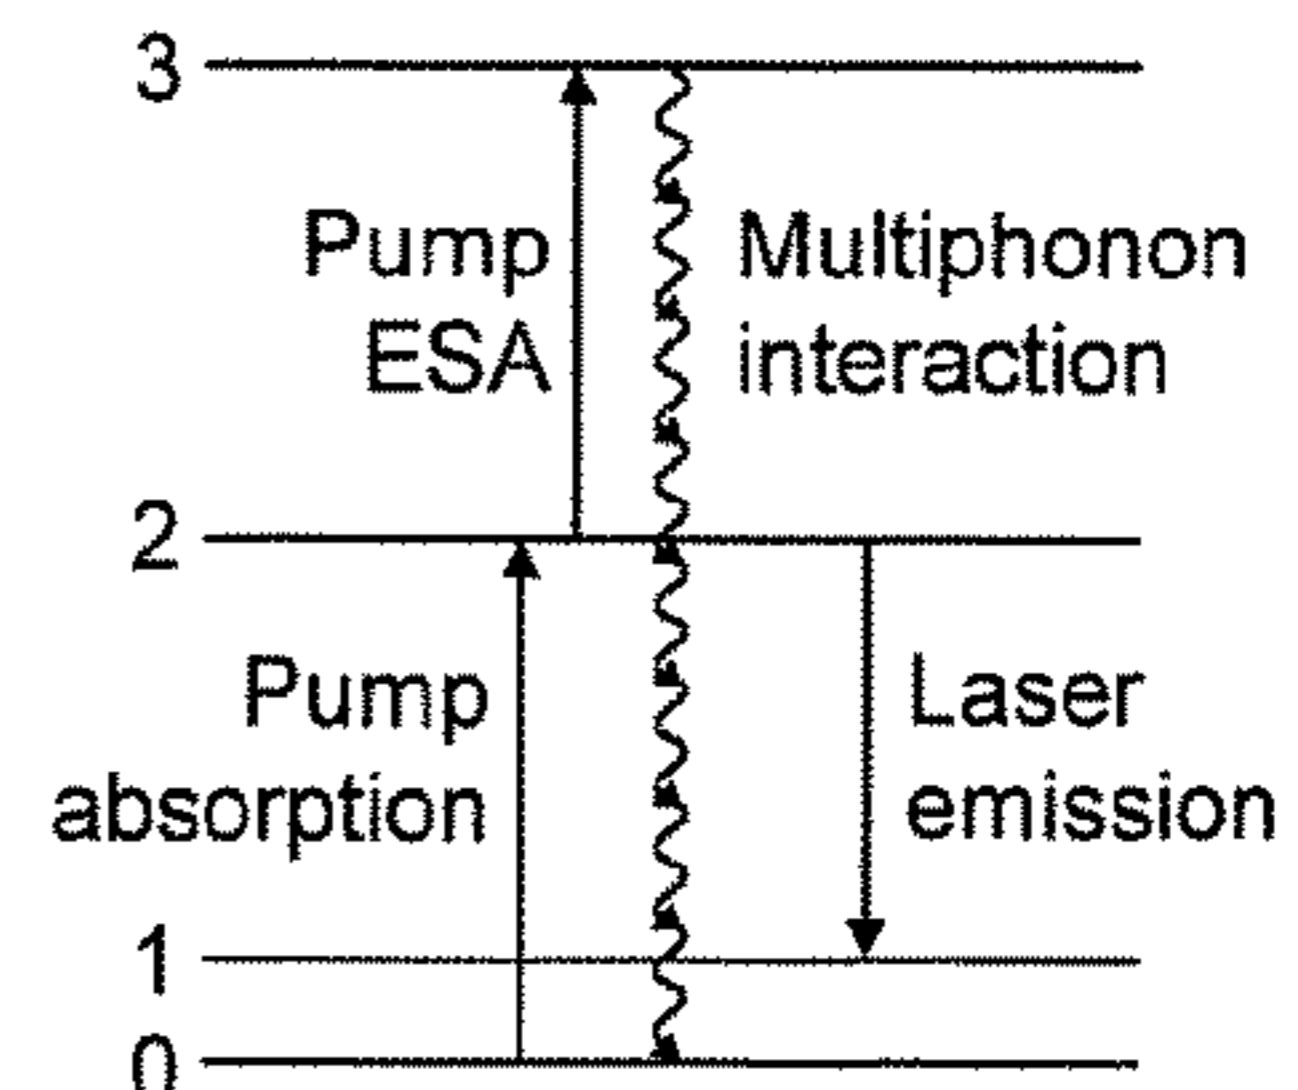 3
Pump
ESA
Multiphonon
interaction
2
Pump
absorption
Laser
emission
1
0